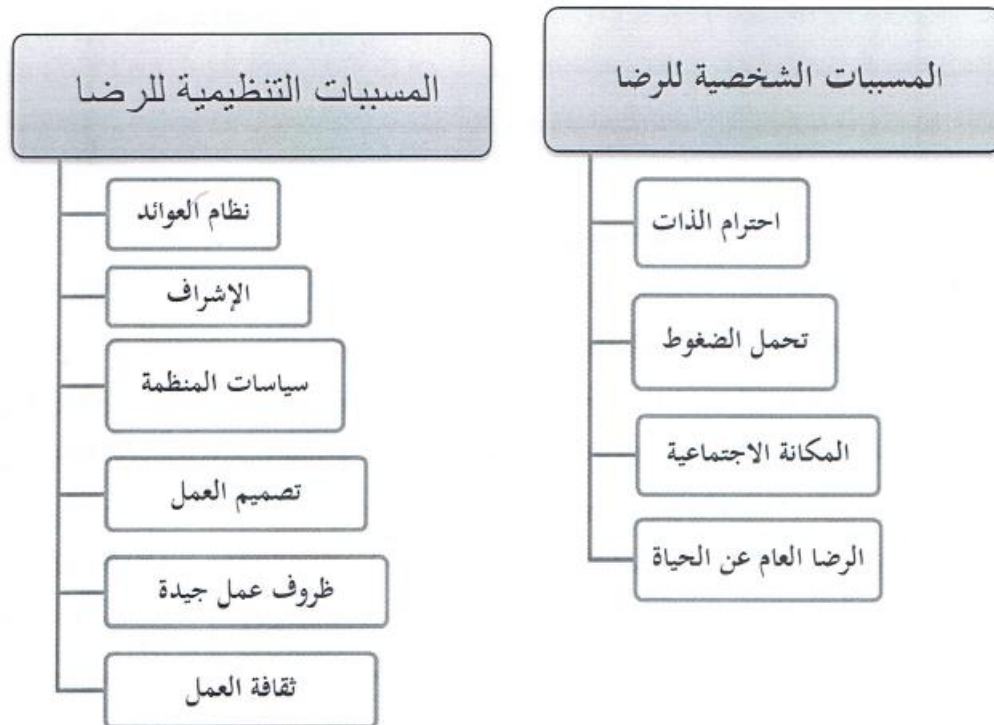 المسببات الشخصية للرضا
احترام الذات
تحمل الضغوط
المكانة الاجتماعية
الرضا العام عن الحياة
المسببات التنظيمية للرضا
نظام العوائد
الإشراف
سياسات المنظمة
تصميم العمل
ظروف عمل جيدة
ثقافة العمل